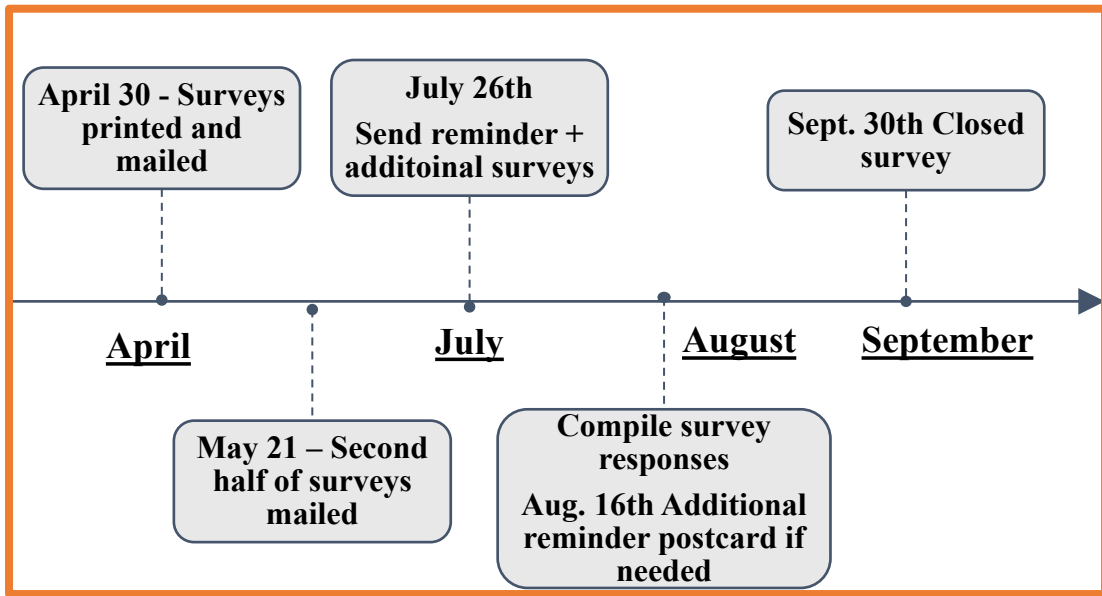 April 30 - Surveys
printed and
mailed
July 26th
Send reminder +
additoinal surveys
Sept. 30th Closed
survey
April
July
August
September
May 21 – Second
half of surveys
mailed
Compile survey
responses
Aug. 16th Additional
reminder postcard if
needed